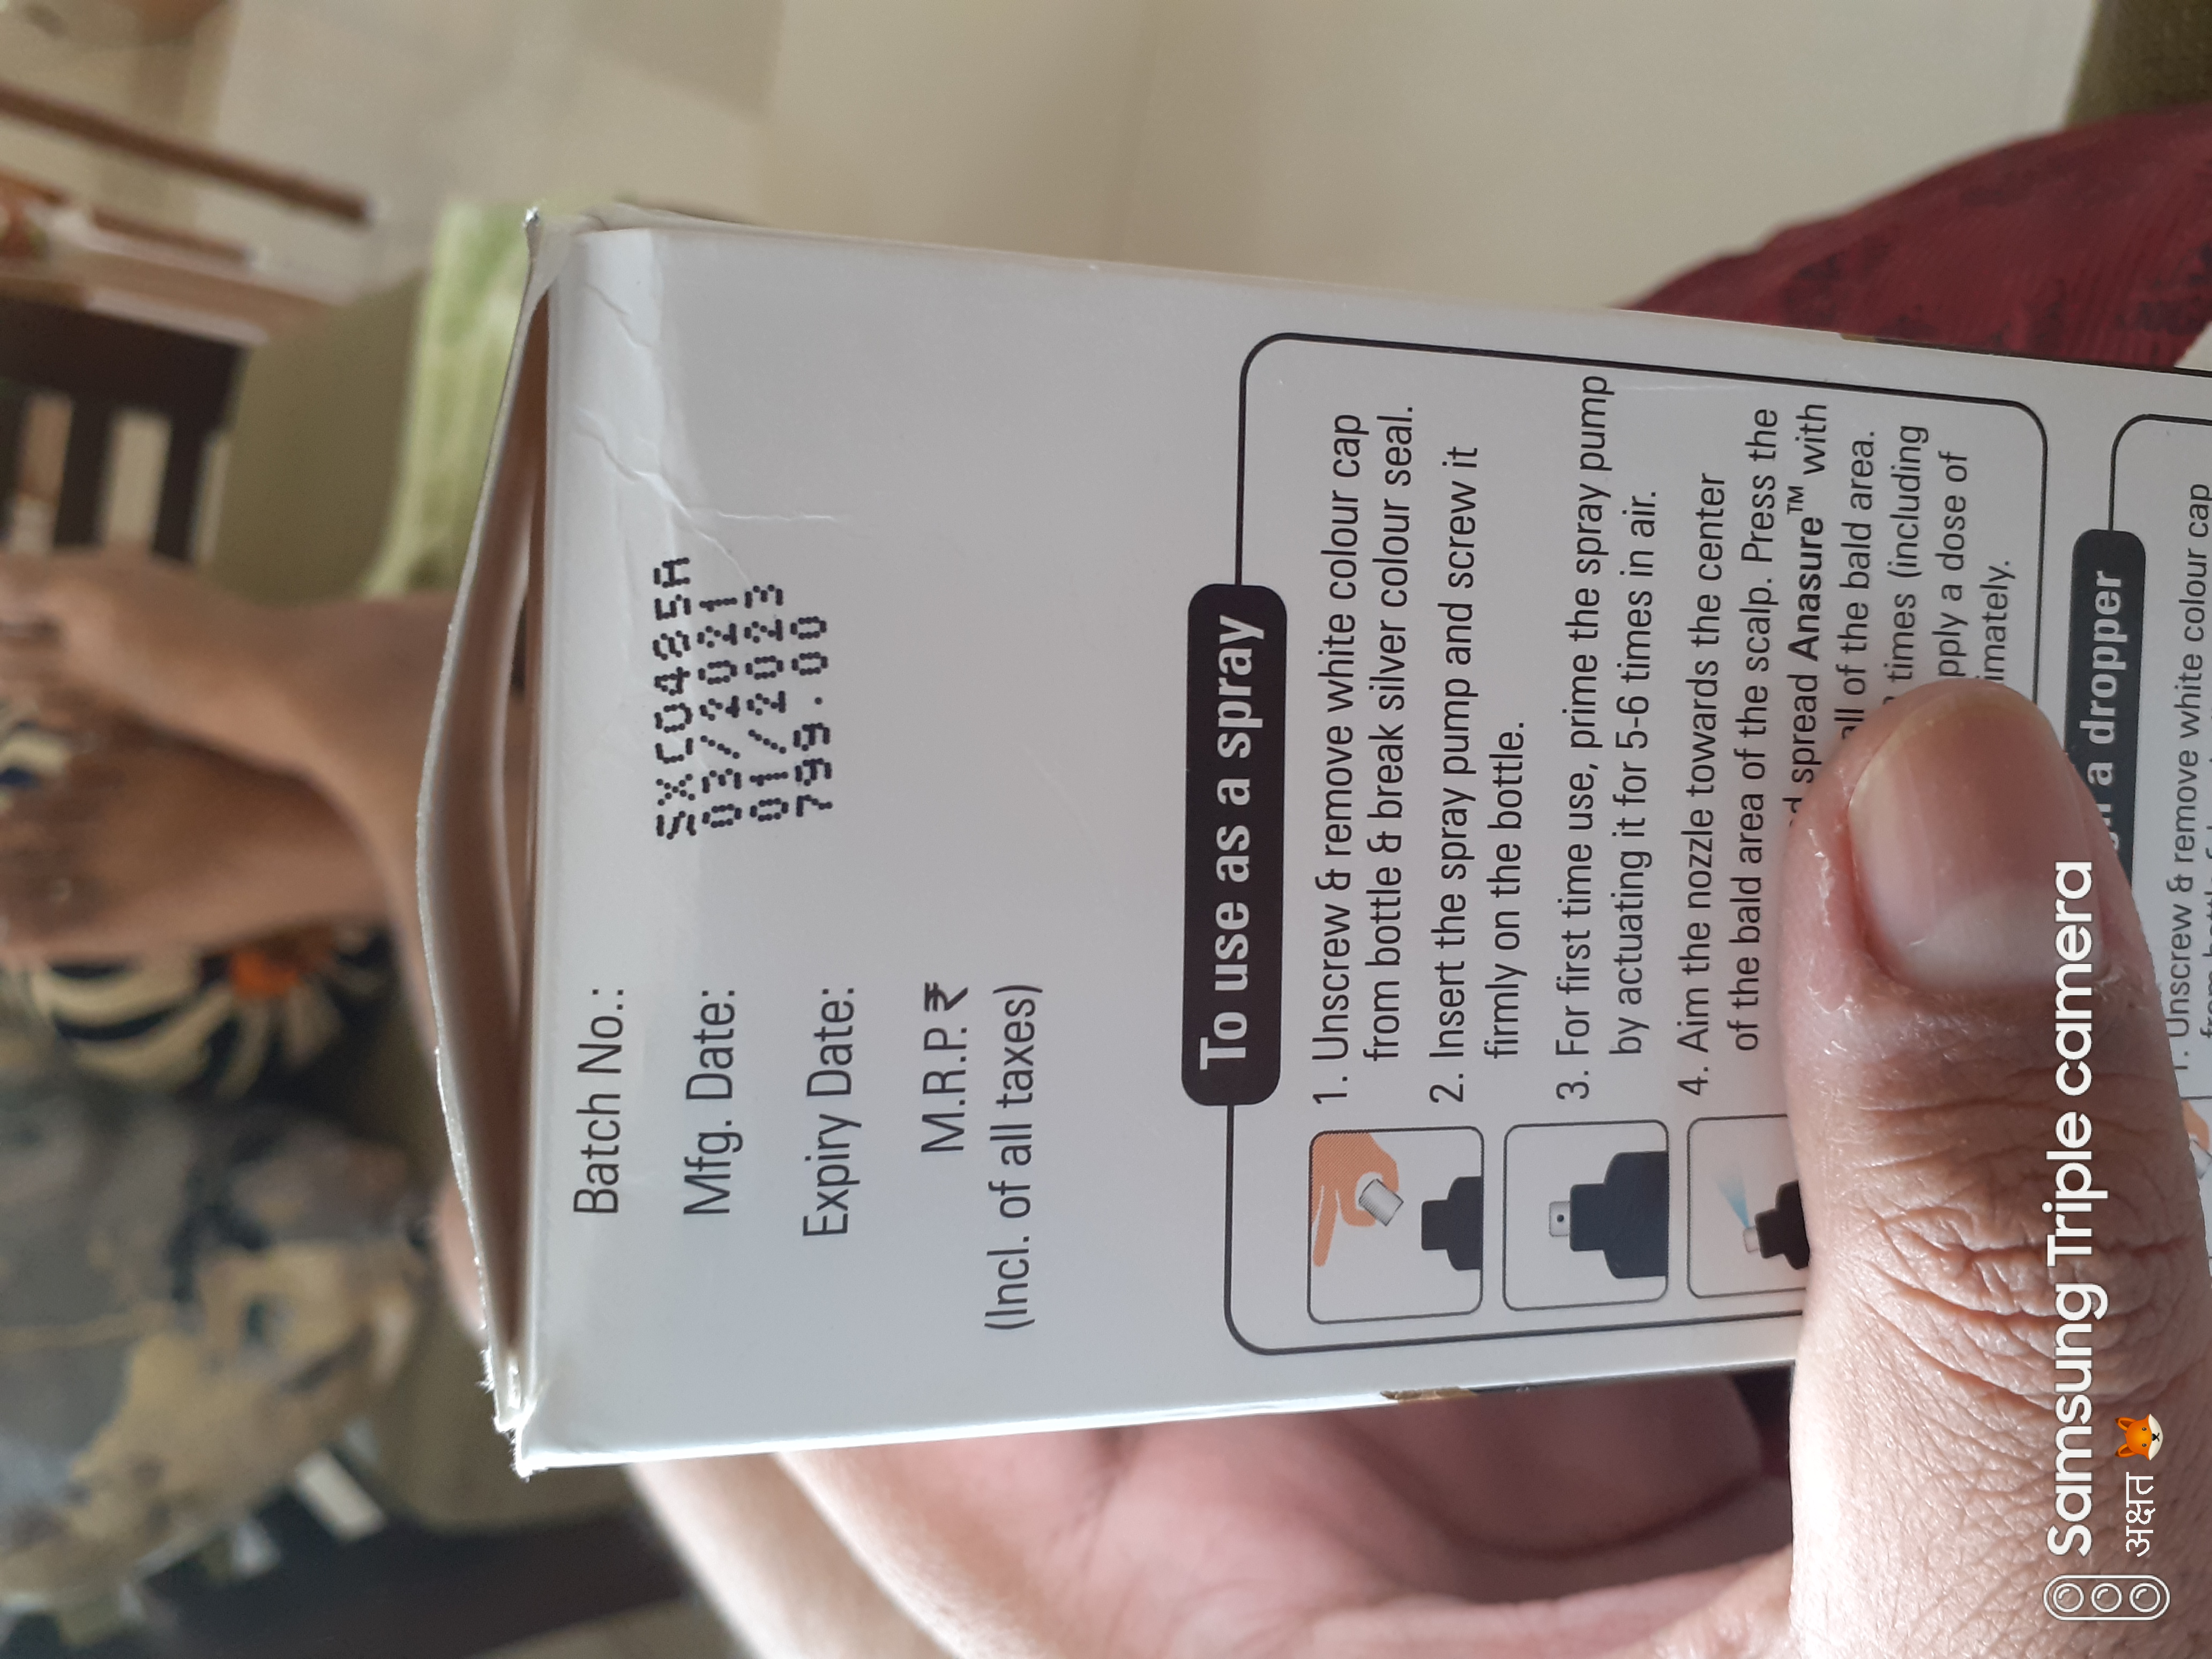 Batch No.:
Mfg. Date:
Expiry Date:
M.R.P.₹
(Incl. of all taxes)
SXC0485A
03/2021
01/2023
799.00
To use as a spray
1. Unscrew & remove white colour cap
from bottle & break silver colour seal.
2. Insert the spray pump and screw it
firmly on the bottle.
3. For first time use, prime the spray pump
by actuating it for 5-6 times in air.
4. Aim the nozzle towards the center
of the bald area of the scalp. Press the
spread Anasure™ with
of the bald area.
times (including
a dose of
a dropper
1. Unscrew & remove white colour cap
Samsung Triple camera
अक्षत 🦊